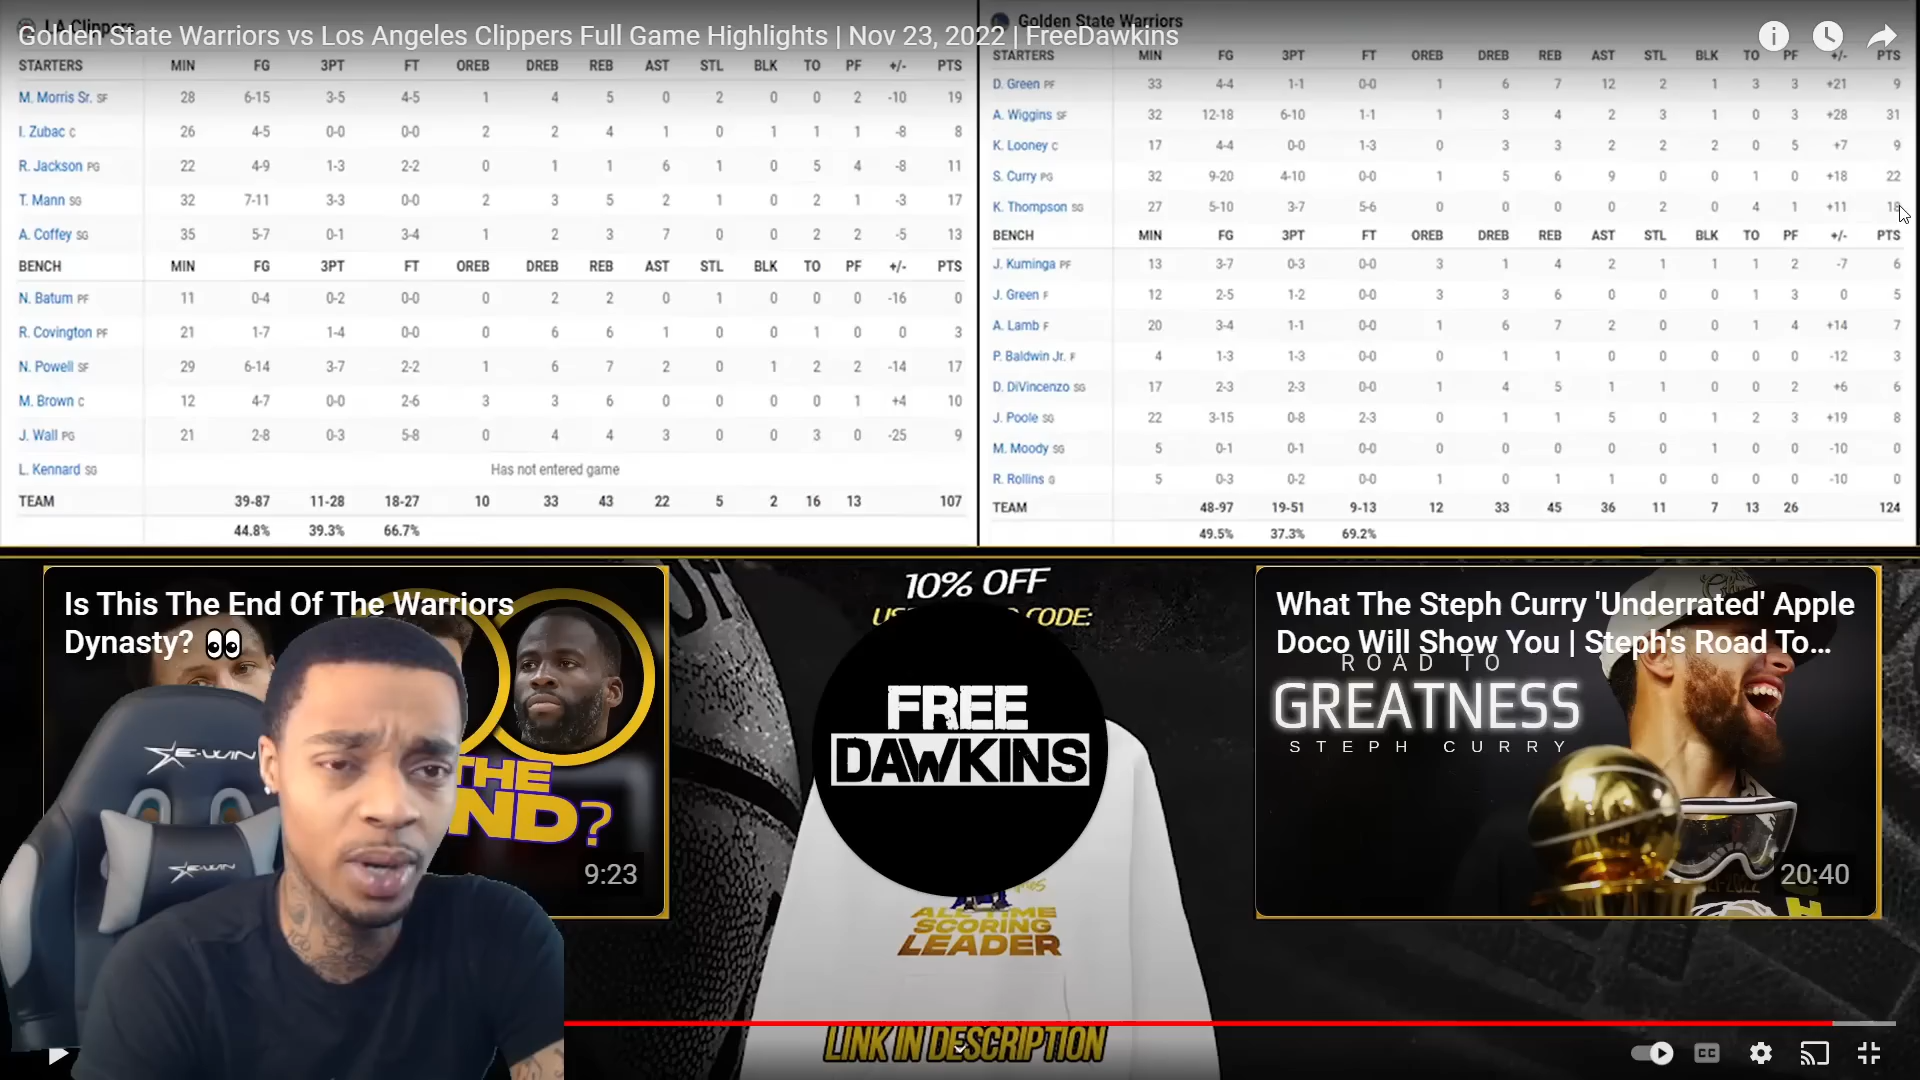 LA Clippers
Golden State Warriors
Golden State Warriors vs Los Angeles Clippers Full Game Highlights | Nov 23, 2022 | FreeDawkins
STARTERS MIN FG 3PT FT OREB DREB REB AST STL BLK TO PF +/- PTS
M. Morris Sr. SF 28 6-15 3-5 4-5 1 4 5 0 2 0 0 2 -10 19
I. Zubac C 26 4-5 0-0 0-0 2 2 4 1 0 1 1 1 -8 8
R. Jackson PG 22 4-9 1-3 2-2 0 1 1 6 1 0 5 4 -8 11
T. Mann SG 32 7-11 3-3 0-0 2 3 5 2 1 0 2 1 -3 17
A. Coffey SG 35 5-7 0-1 3-4 1 2 3 7 0 0 2 2 -5 13
BENCH MIN FG 3PT FT OREB DREB REB AST STL BLK TO PF +/- PTS
N. Batum PF 11 0-4 0-2 0-0 0 2 2 0 1 0 0 0 -16 0
R. Covington PF 21 1-7 1-4 0-0 0 6 6 1 0 0 1 0 0 3
N. Powell SF 29 6-14 3-7 2-2 1 6 7 2 0 1 2 2 -14 17
M. Brown C 12 4-7 0-0 2-6 3 3 6 0 0 0 0 1 +4 10
J. Wall PG 21 2-8 0-3 5-8 0 4 4 3 0 0 3 0 -25 9
L. Kennard SG Has not entered game
TEAM 39-87 11-28 18-27 10 33 43 22 5 2 16 13 107
44.8% 39.3% 66.7%
STARTERS MIN FG 3PT FT OREB DREB REB AST STL BLK TO PF +/- PTS
D. Green PF 33 4-4 1-1 0-0 1 6 7 12 2 1 3 3 +21 9
A. Wiggins SF 32 12-18 6-10 1-1 1 3 4 2 3 1 0 3 +28 31
K. Looney C 17 4-4 0-0 1-3 0 3 3 2 2 2 0 5 +7 9
S. Curry PG 32 9-20 4-10 0-0 1 5 6 9 0 0 1 0 +18 22
K. Thompson SG 27 5-10 3-7 5-6 0 0 0 0 2 0 4 1 +11 18
BENCH MIN FG 3PT FT OREB DREB REB AST STL BLK TO PF +/- PTS
J. Kuminga PF 13 3-7 0-3 0-0 3 1 4 2 1 1 1 2 -7 6
J. Green F 12 2-5 1-2 0-0 3 3 6 0 0 0 1 3 0 5
A. Lamb F 20 3-4 1-1 0-0 1 6 7 2 0 0 1 4 +14 7
P. Baldwin Jr. F 4 1-3 1-3 0-0 0 1 1 0 0 0 0 0 -12 3
D. DiVincenzo SG 17 2-3 2-3 0-0 1 4 5 1 1 0 0 2 +6 6
J. Poole SG 22 3-15 0-8 2-3 0 1 1 5 0 1 2 3 +19 8
M. Moody SG 5 0-1 0-1 0-0 0 0 0 0 0 1 0 0 -10 0
R. Rollins G 5 0-3 0-2 0-0 1 0 1 1 0 0 0 0 -10 0
TEAM 48-97 19-51 9-13 12 33 45 36 11 7 13 26 124
49.5% 37.3% 69.2%
Is This The End Of The Warriors
Dynasty? 👀
THE
END?
9:23
E-WIN
E-WIN
10% OFF
CODE:
FREE
DAWKINS
ALL TIME
SCORING
LEADER
LINK IN DESCRIPTION
What The Steph Curry 'Underrated' Apple
Doco Will Show You | Steph's Road To...
ROAD TO
GREATNESS
STEPH CURRY
20:40
CC